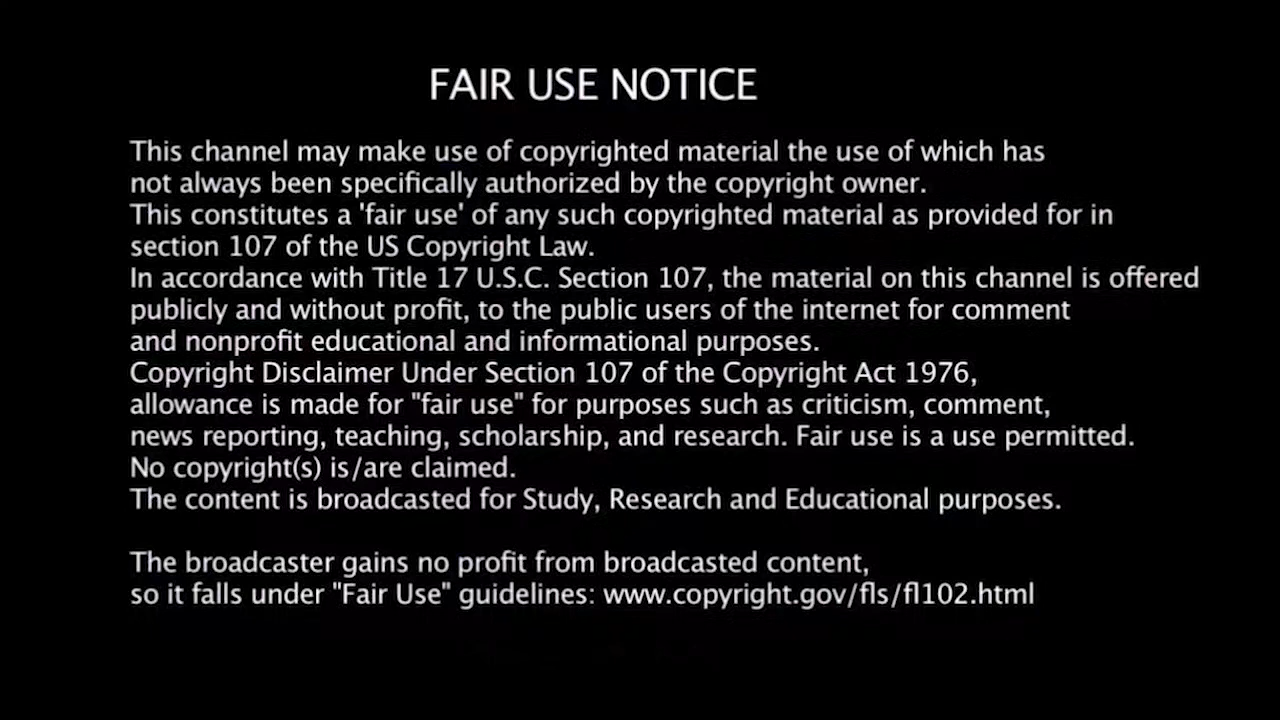 FAIR USE NOTICE
This channel may make use of copyrighted material the use of which has
not always been specifically authorized by the copyright owner.
This constitutes a 'fair use' of any such copyrighted material as provided for in
section 107 of the US Copyright Law.
In accordance with Title 17 U.S.C. Section 107, the material on this channel is offered
publicly and without profit, to the public users of the internet for comment
and nonprofit educational and informational purposes.
Copyright Disclaimer Under Section 107 of the Copyright Act 1976,
allowance is made for "fair use" for purposes such as criticism, comment,
news reporting, teaching, scholarship, and research. Fair use is a use permitted.
No copyright(s) is/are claimed.
The content is broadcasted for Study, Research and Educational purposes.
The broadcaster gains no profit from broadcasted content,
so it falls under "Fair Use" guidelines: www.copyright.gov/fls/fl102.html